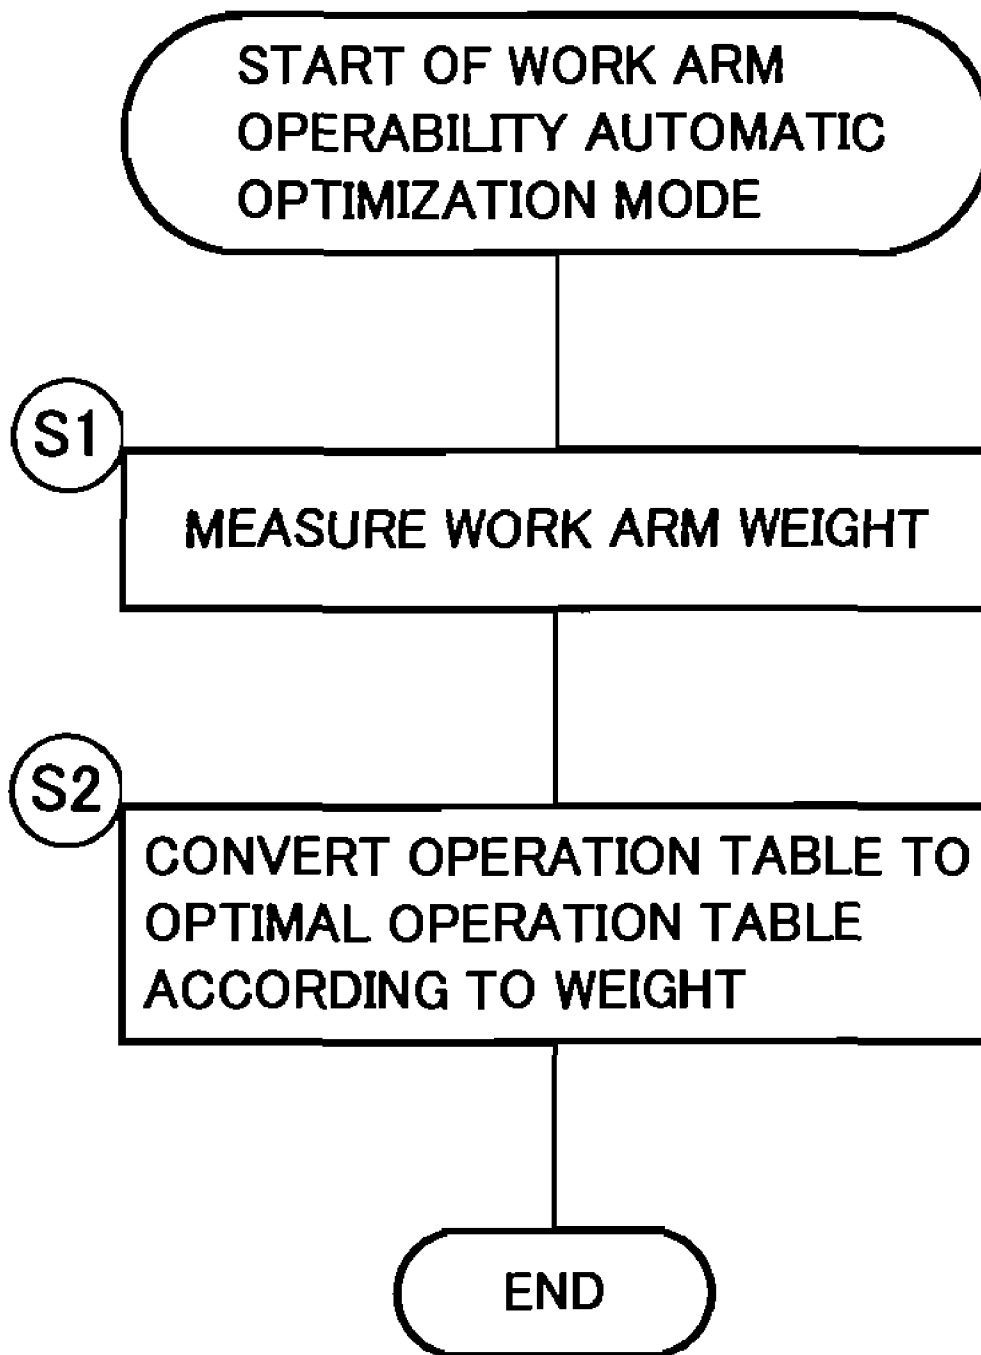 START OF WORK ARM
OPERABILITY AUTOMATIC
OPTIMIZATION MODE
S1
MEASURE WORK ARM WEIGHT
S2
CONVERT OPERATION TABLE TO
OPTIMAL OPERATION TABLE
ACCORDING TO WEIGHT
END